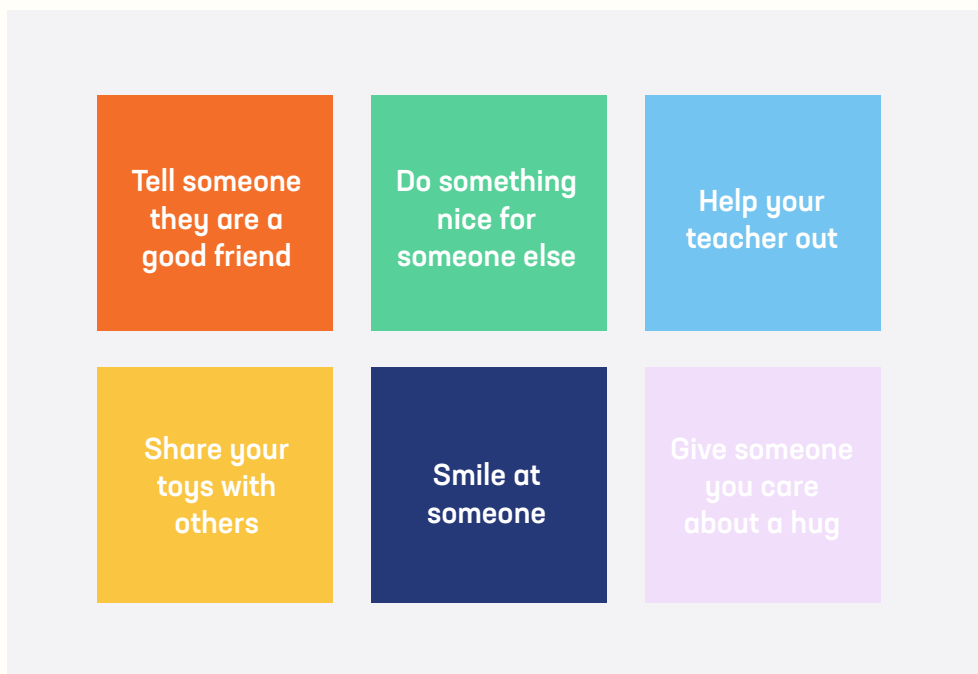 Tell someone
they are a
good friend
Do something
nice for
someone else
Help your
teacher out
Share your
toys with
others
Smile at
someone
Give someone
you care
about a hug